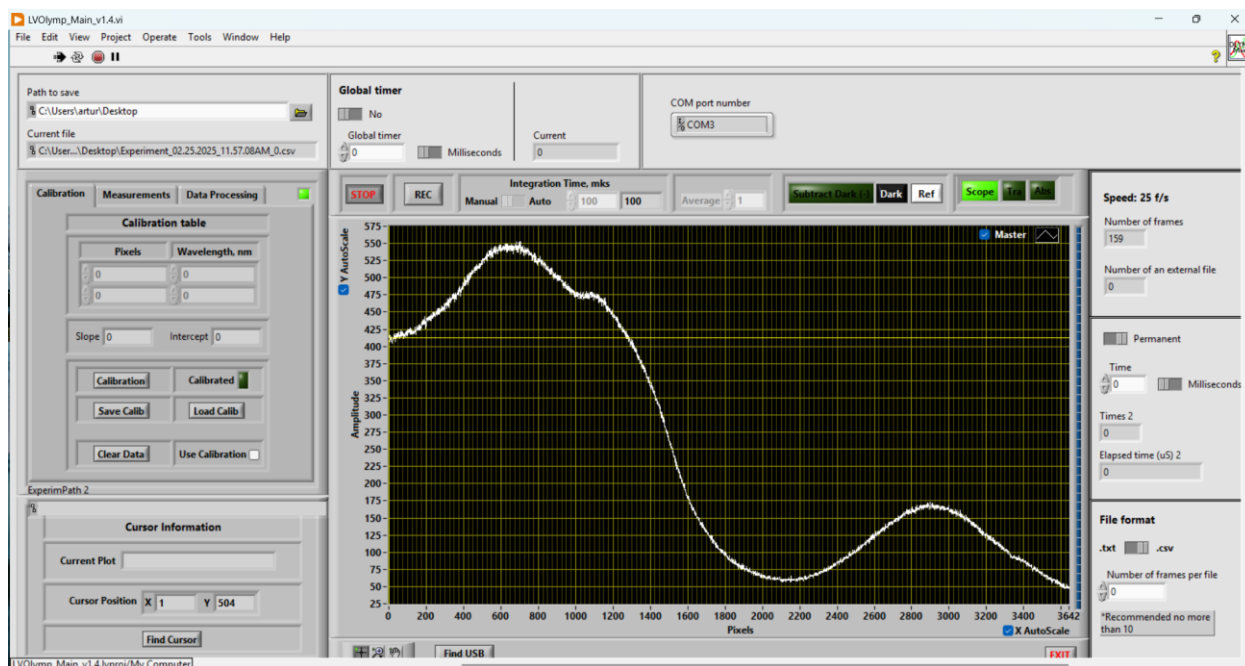 LVOlymp_Main_v1.4.vi
File Edit View Project Operate Tools Window Help
Path to save
C:\Users\artur\Desktop
Current file
C:\User...\Desktop\Experiment_02.25.2025_11.57.08AM_0.csv
Global timer
No
Global timer
0
Milliseconds
Current
0
COM port number
COM3
Calibration Measurements Data Processing
Calibration table
Pixels Wavelength, nm
0 0
0 0
Slope 0 Intercept 0
Calibration Calibrated
Save Calib Load Calib
Clear Data Use Calibration
ExperimPath 2
Cursor Information
Current Plot
Cursor Position X 1 Y 504
Find Cursor
LVOlymp_Main_v1.4.lvproj/My Computer
STOP REC
Integration Time, mks
Manual Auto 100 100
Average 1
Subtract Dark (-) Dark Ref
Scope Tra Abs
Y AutoScale
Master
Amplitude
575
550
525
500
475
450
425
400
375
350
325
300
275
250
225
200
175
150
125
100
75
50
25
0 200 400 600 800 1000 1200 1400 1600 1800 2000 2200 2400 2600 2800 3000 3200 3400 3642
Pixels
X AutoScale
Find USB
EXIT
Speed: 25 f/s
Number of frames
159
Number of an external file
0
Permanent
Time
0
Milliseconds
Times 2
0
Elapsed time (uS) 2
0
File format
.txt .csv
Number of frames per file
0
*Recommended no more
than 10